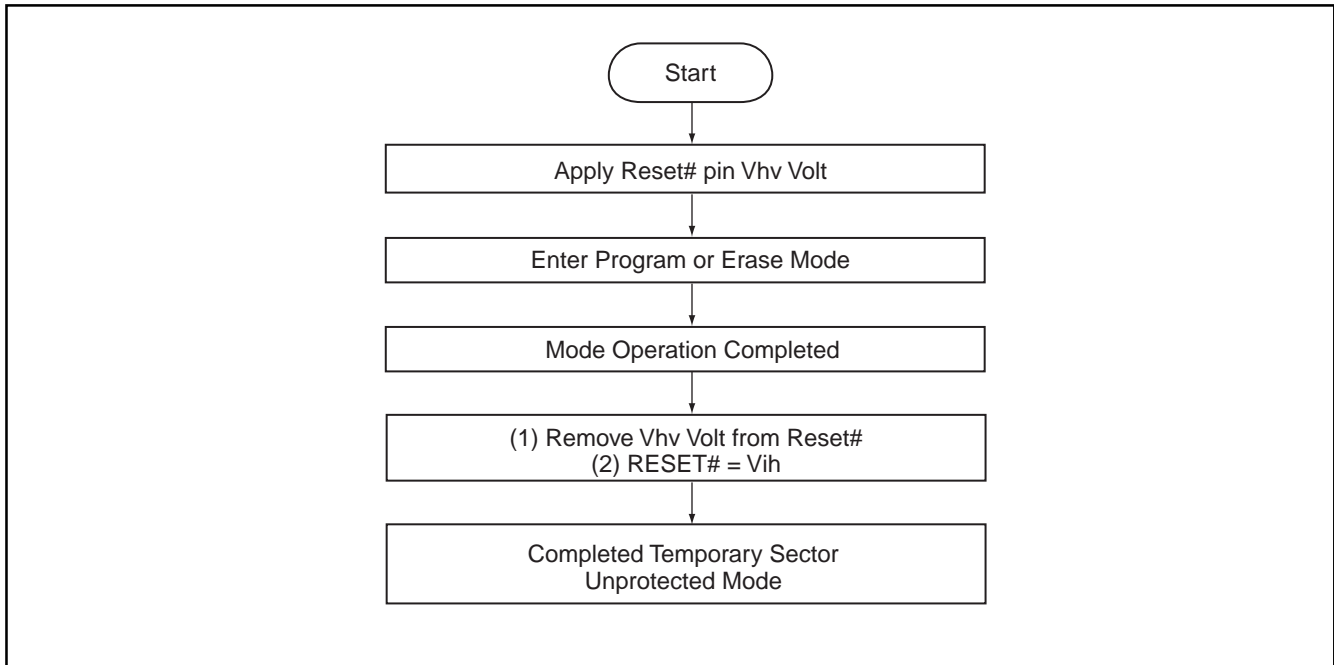 Start
Apply Reset# pin Vhv Volt
Enter Program or Erase Mode
Mode Operation Completed
(1) Remove Vhv Volt from Reset#
(2) RESET# = Vih
Completed Temporary Sector
Unprotected Mode